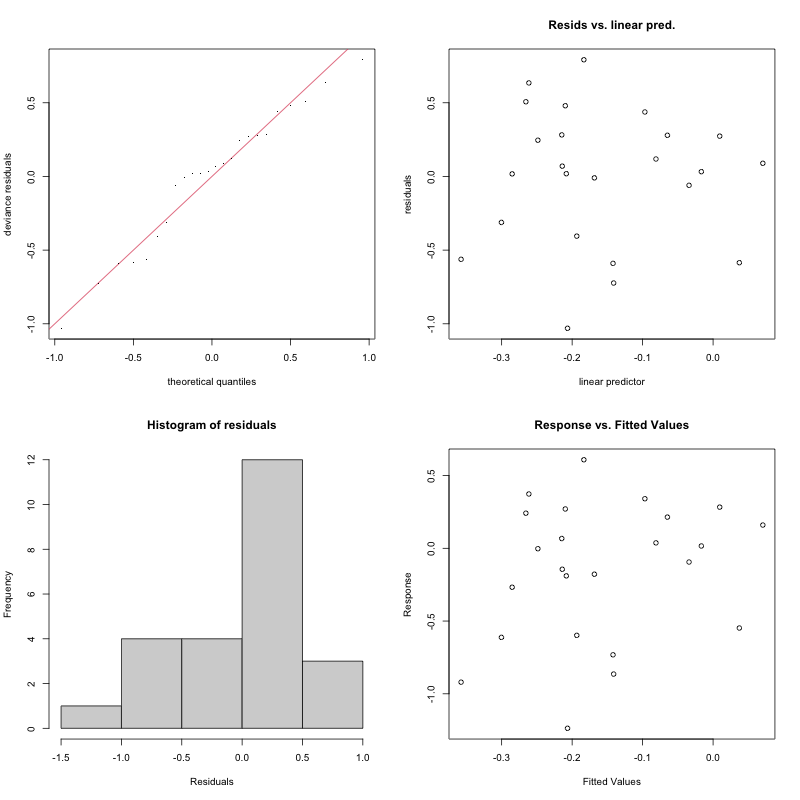 deviance residuals
-1.0
-0.5
0.0
0.5
-1.0 -0.5 0.0 0.5 1.0
theoretical quantiles
Resids vs. linear pred.
residuals
-1.0
-0.5
0.0
0.5
-0.3 -0.2 -0.1 0.0
linear predictor
Histogram of residuals
Frequency
0
2
4
6
8
10
12
-1.5 -1.0 -0.5 0.0 0.5 1.0
Residuals
Response vs. Fitted Values
Response
-1.0
-0.5
0.0
0.5
-0.3 -0.2 -0.1 0.0
Fitted Values